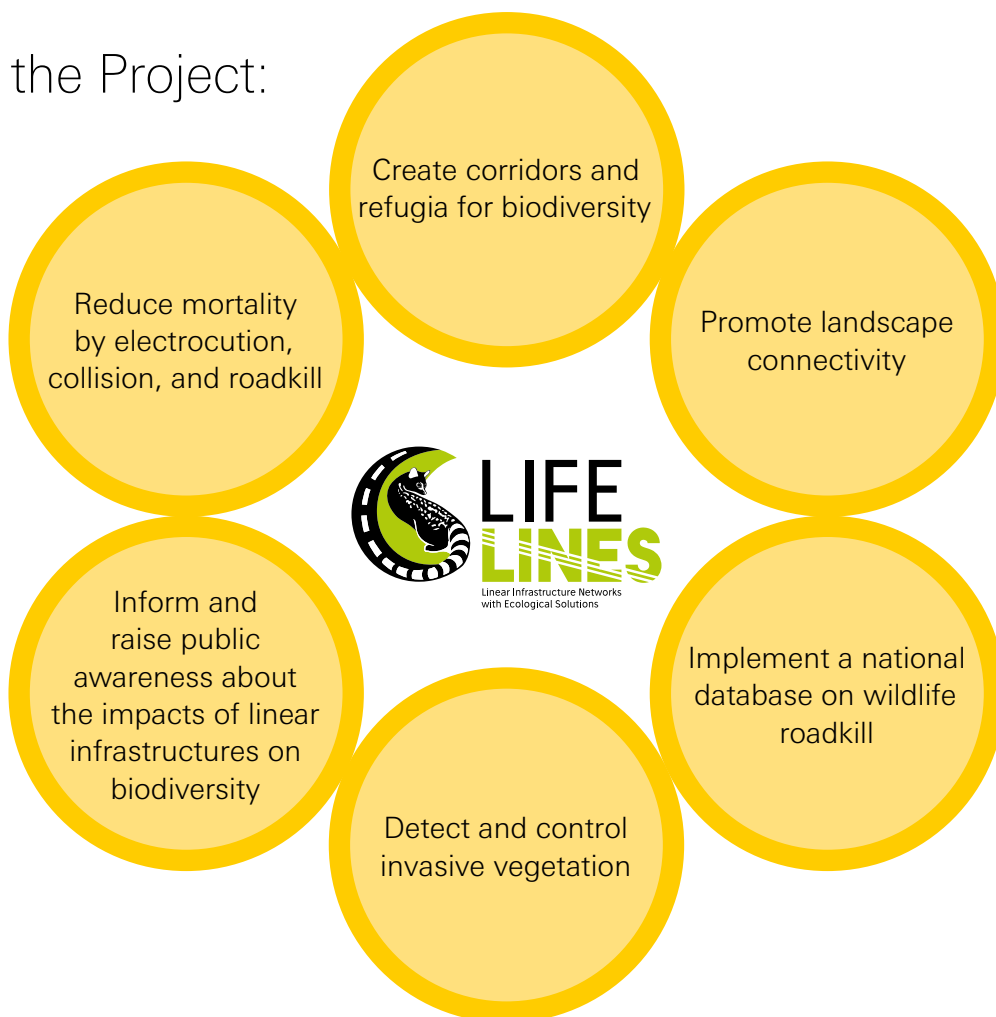 the Project:
Create corridors and
refugia for biodiversity
Promote landscape
connectivity
Implement a national
database on wildlife
roadkill
Detect and control
invasive vegetation
Inform and
raise public
awareness about
the impacts of linear
infrastructures on
biodiversity
Reduce mortality
by electrocution,
collision, and roadkill
LIFE
LINES
Linear Infrastructure Networks
with Ecological Solutions